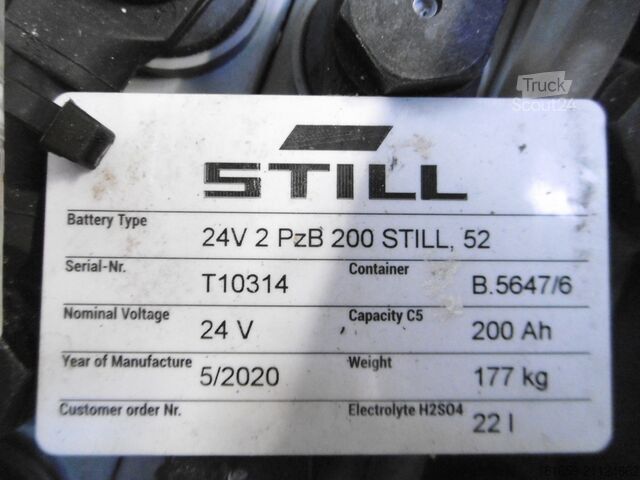 Truck
Scout24
STILL
Battery Type
24V 2 PzB 200 STILL, 52
Serial-Nr.
T10314
Container
B.5647/6
Nominal Voltage
24 V
Capacity C5
200 Ah
Year of Manufacture
5/2020
Weight
177 kg
Customer order Nr.
Electrolyte H2SO4
22 l